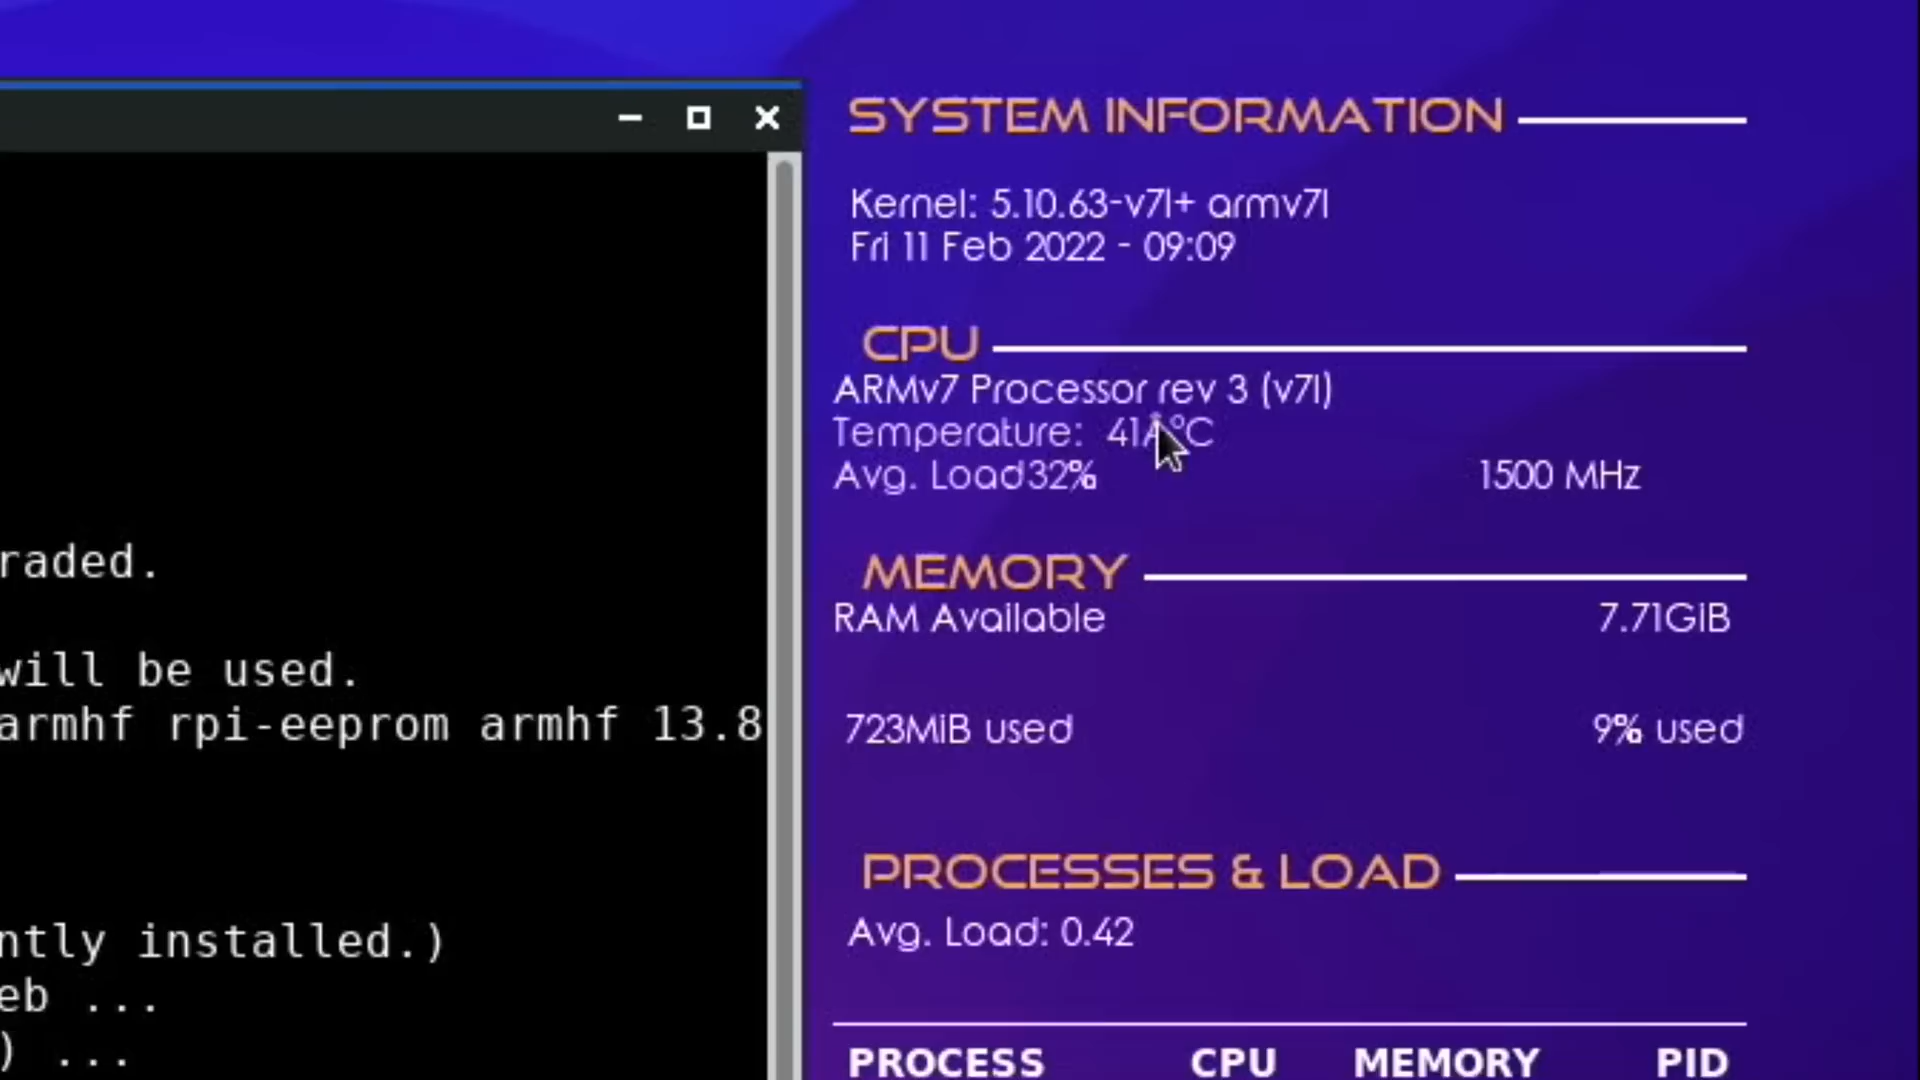 SYSTEM INFORMATION
Kernel: 5.10.63-v7l+ armv7l
Fri 11 Feb 2022 - 09:09
CPU
ARMv7 Processor rev 3 (v7l)
Temperature: 41Â°C
Avg. Load32%
1500 MHz
MEMORY
RAM Available
7.71GiB
723MiB used
9% used
PROCESSES & LOAD
Avg. Load: 0.42
PROCESS CPU MEMORY PID
raded.
will be used.
armhf rpi-eeprom armhf 13.8
ntly installed.)
eb ...
) ...